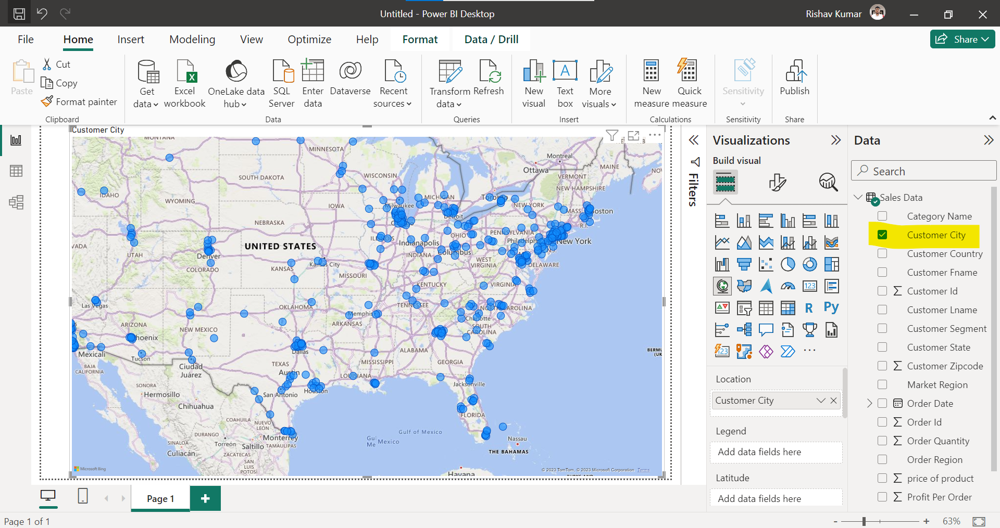 Untitled - Power BI Desktop
Rishav Kumar
File
Home
Insert
Modeling
View
Optimize
Help
Format
Data / Drill
Share
Paste
Cut
Copy
Format painter
Clipboard
Get data
Excel workbook
OneLake data hub
SQL Server
Enter data
Dataverse
Recent sources
Data
Transform data
Refresh
Queries
New visual
Text box
More visuals
Insert
New measure
Quick measure
Calculations
Sensitivity
Sensitivity
Publish
Share
Customer City
MONTANA
MINNESOTA
Montreal
Ottawa
MAINE
WISCONSIN
SOUTH DAKOTA
VERMONT
NEW HAMPSHIRE
IDAHO
WYOMING
MICHIGAN
Toronto
Milwaukee
IOWA
NEW YORK
MASS
Boston
Detroit
R.I.
NEBRASKA
PENNSYLVANIA
OHIO
UNITED STATES
Indianapolis
Philadelphia
New York
VADA
UTAH
Denver
INDIANA
Columbus
N.J.
COLORADO
KANSAS
Kansas City
MISSOURI
WEST VIRGINIA
DELAWARE
KENTUCKY
VIRGINIA
Las Vegas
OKLAHOMA
TENNESSEE
Memphis
NORTH CAROLINA
Charlotte
ARKANSAS
ARIZONA
NEW MEXICO
SOUTH CAROLINA
Phoenix
Mexicali
Tucson
Dallas
ALABAMA
MISSISSIPPI
GEORGIA
BAJA CALIFORNIA
Ciudad Juárez
TEXAS
Austin
LOUISIANA
Jacksonville
SONORA
Hermosillo
San Antonio
Houston
Chihuahua
FLORIDA
COAHUILA
NUEVO LEÓN
Gulf of Mexico
DURANGO
Monterrey
Gul
Me
Mexico
Nassau
SINALOA
Torreón
Saltillo
TAMAULIPAS
THE BAHAMAS
Culiacán
ZACATECAS
SAN LUIS POTOSÍ
Microsoft Bing
Havana
© 2023 TomTom, © 2023 Microsoft Corporation Terms
Filters
Visualizations
Build visual
123
R
Py
123
Location
Customer City
Legend
Add data fields here
Latitude
Add data fields here
Data
Search
Sales Data
Category Name
Customer City
Customer Country
Customer Fname
Customer Id
Customer Lname
Customer Segment
Customer State
Customer Zipcode
Market Region
Order Date
Order Id
Order Quantity
Order Region
price of product
Profit Per Order
Page 1
Page 1 of 1
63%